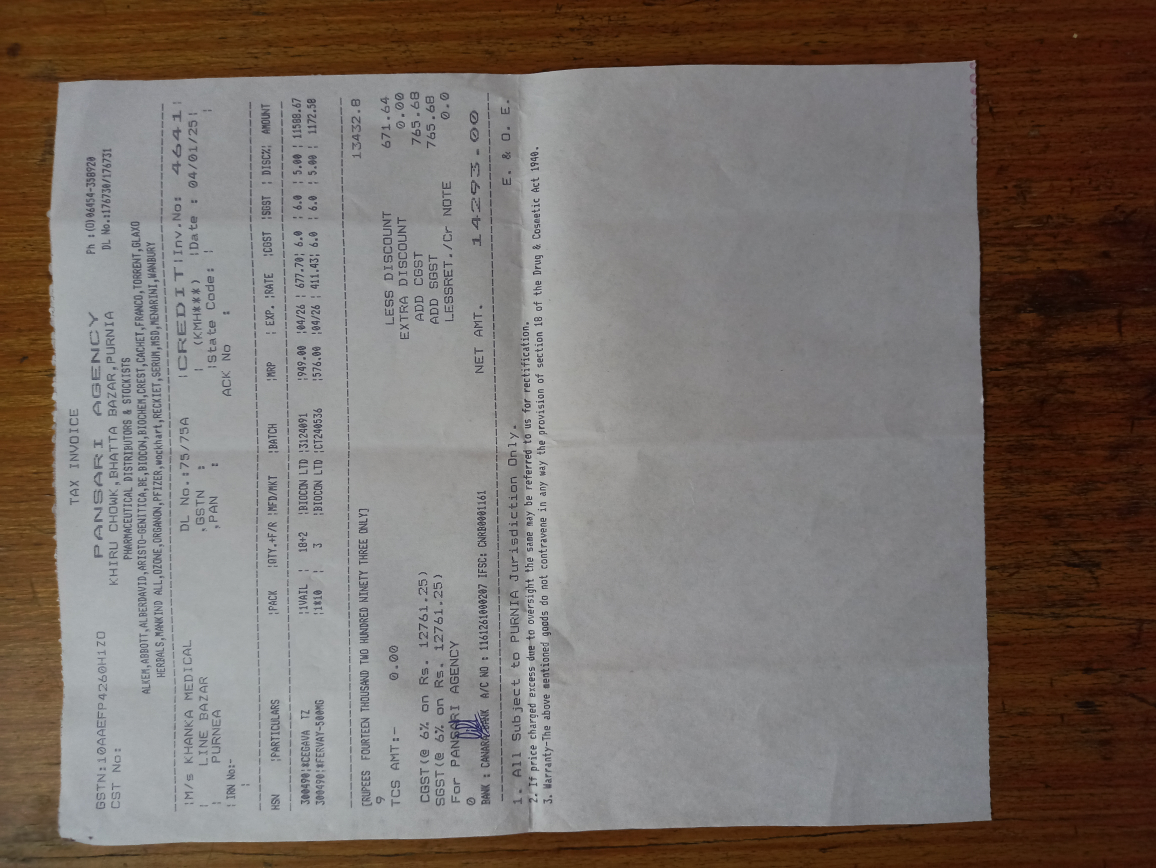 TAX INVOICE
GSTN:10AAEFP4260H1ZO PANSARI AGENCY Ph :(O)06454-358920
CST No: KHIRU CHOWK,BHATTA BAZAR,PURNIA DL No.:176730/176731
PHARMACEUTICAL DISTRIBUTORS & STOCKISTS
ALKEM,ABBOTT,ALBERDAVID,ARISTO-GENITICA,BE,BIOCON,BIOCHEM,CREST,CACHET,FRANCO,TORRENT,GLAXO
HERBALS,MANKIND ALL,OZONE,ORGANON,PFIZER,wockhart,RECKIET,SERUM,MSD,MENARINI,WANBURY
M/s KHANKA MEDICAL DL No.:75/75A CREDIT Inv.No: 4641
LINE BAZAR ,GSTN : (KMH***) Date : 04/01/25
PURNEA ,PAN : State Code:
IRN No:- ACK No :
HSN PARTICULARS PACK QTY.+F/R MFD/MKT BATCH MRP EXP. RATE CGST SGST DISC% AMOUNT
300490 *CEGAVA TZ 1VAIL 18+2 BIOCON LTD 3124091 949.00 04/26 677.70 6.0 6.0 5.00 11588.67
300490 *FERVAY-500MG 1*10 3 BIOCON LTD CT240536 576.00 04/26 411.43 6.0 6.0 5.00 1172.58
[RUPEES FOURTEEN THOUSAND TWO HUNDRED NINETY THREE ONLY] 13432.8
9
TCS AMT:- 0.00 LESS DISCOUNT 671.64
EXTRA DISCOUNT 0.00
CGST(@ 6% on Rs. 12761.25) ADD CGST 765.68
SGST(@ 6% on Rs. 12761.25) ADD SGST 765.68
For PANSARI AGENCY LESSRET./Cr NOTE 0.0
0
BANK : CANARA BANK A/C NO : 1161261000207 IFSC: CNRB0001161 NET AMT. 14293.00
1. All Subject to PURNIA Jurisdiction Only. E. & O. E.
2. If price charged excess due to oversight the same may be referred to us for rectification.
3. Warranty-The above mentioned goods do not contravene in any way the provision of section 18 of the Drug & Cosmetic Act 1940.